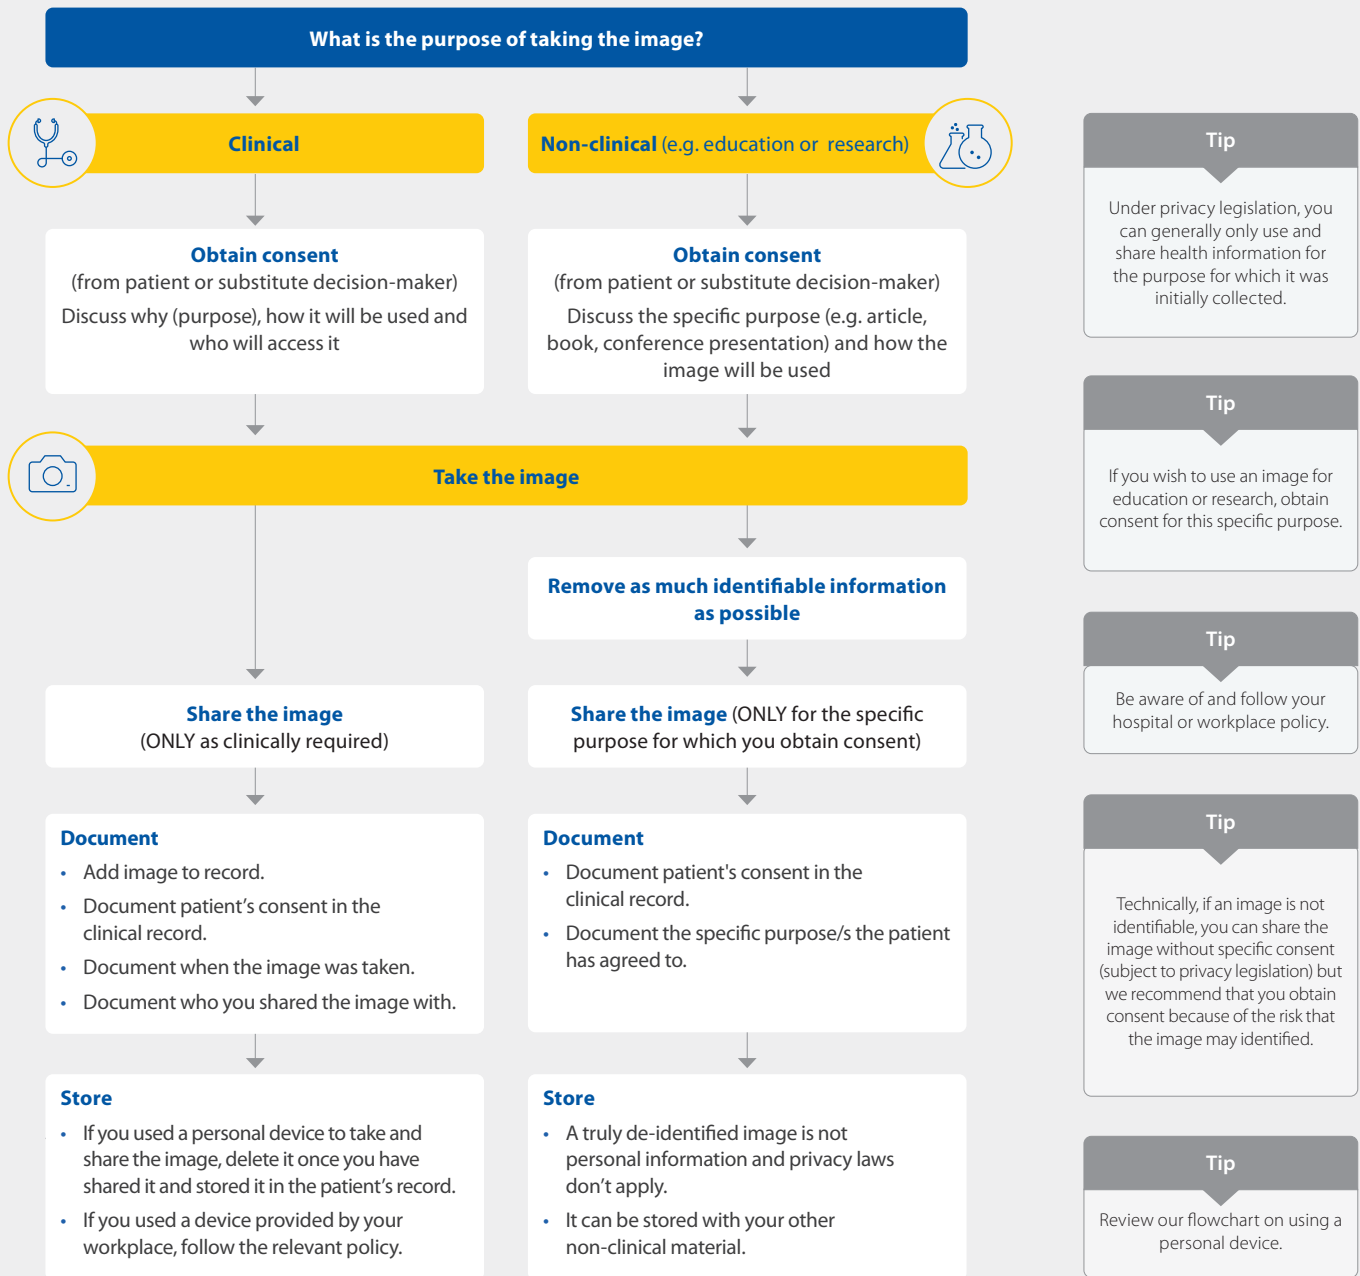 What is the purpose of taking the image?
Clinical
Non-clinical (e.g. education or research)
Obtain consent
(from patient or substitute decision-maker)
Discuss why (purpose), how it will be used and
who will access it
Obtain consent
(from patient or substitute decision-maker)
Discuss the specific purpose (e.g. article,
book, conference presentation) and how the
image will be used
Take the image
Remove as much identifiable information
as possible
Share the image
(ONLY as clinically required)
Share the image (ONLY for the specific
purpose for which you obtain consent)
Document
• Add image to record.
• Document patient’s consent in the
clinical record.
• Document when the image was taken.
• Document who you shared the image with.
Document
• Document patient's consent in the
clinical record.
• Document the specific purpose/s the patient
has agreed to.
Store
• If you used a personal device to take and
share the image, delete it once you have
shared it and stored it in the patient’s record.
• If you used a device provided by your
workplace, follow the relevant policy.
Store
• A truly de-identified image is not
personal information and privacy laws
don’t apply.
• It can be stored with your other
non-clinical material.
Tip
Under privacy legislation, you
can generally only use and
share health information for
the purpose for which it was
initially collected.
Tip
If you wish to use an image for
education or research, obtain
consent for this specific purpose.
Tip
Be aware of and follow your
hospital or workplace policy.
Tip
Technically, if an image is not
identifiable, you can share the
image without specific consent
(subject to privacy legislation) but
we recommend that you obtain
consent because of the risk that
the image may identified.
Tip
Review our flowchart on using a
personal device.